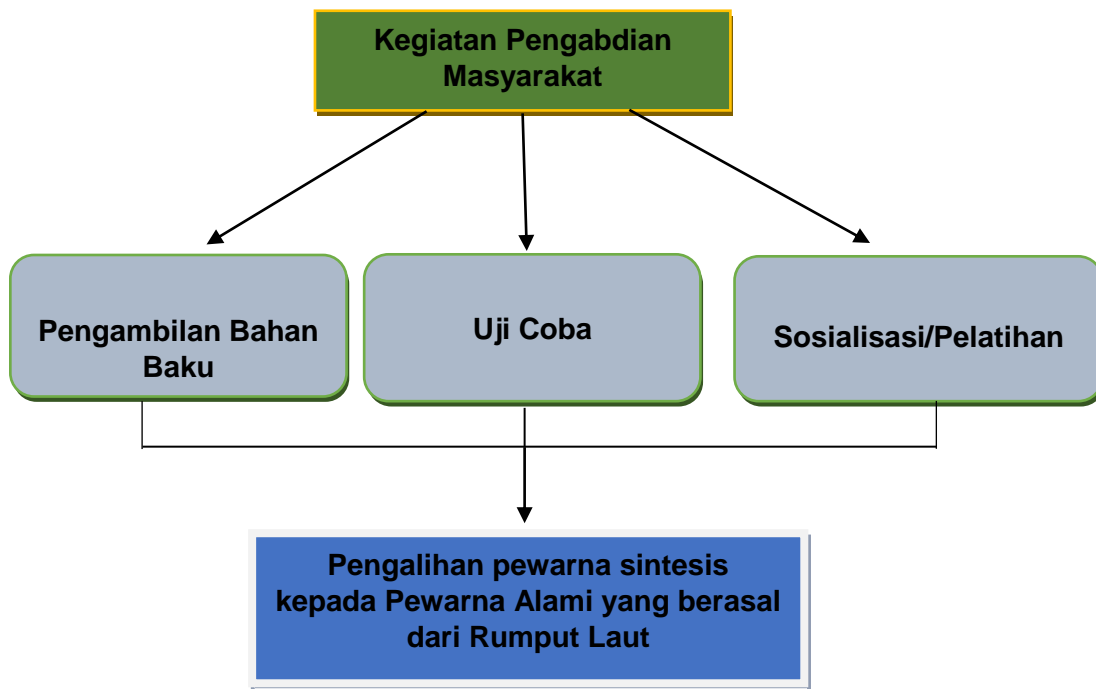 Kegiatan Pengabdian
Masyarakat
Pengambilan Bahan
Baku
Uji Coba
Sosialisasi/Pelatihan
Pengalihan pewarna sintesis
kepada Pewarna Alami yang berasal
dari Rumput Laut